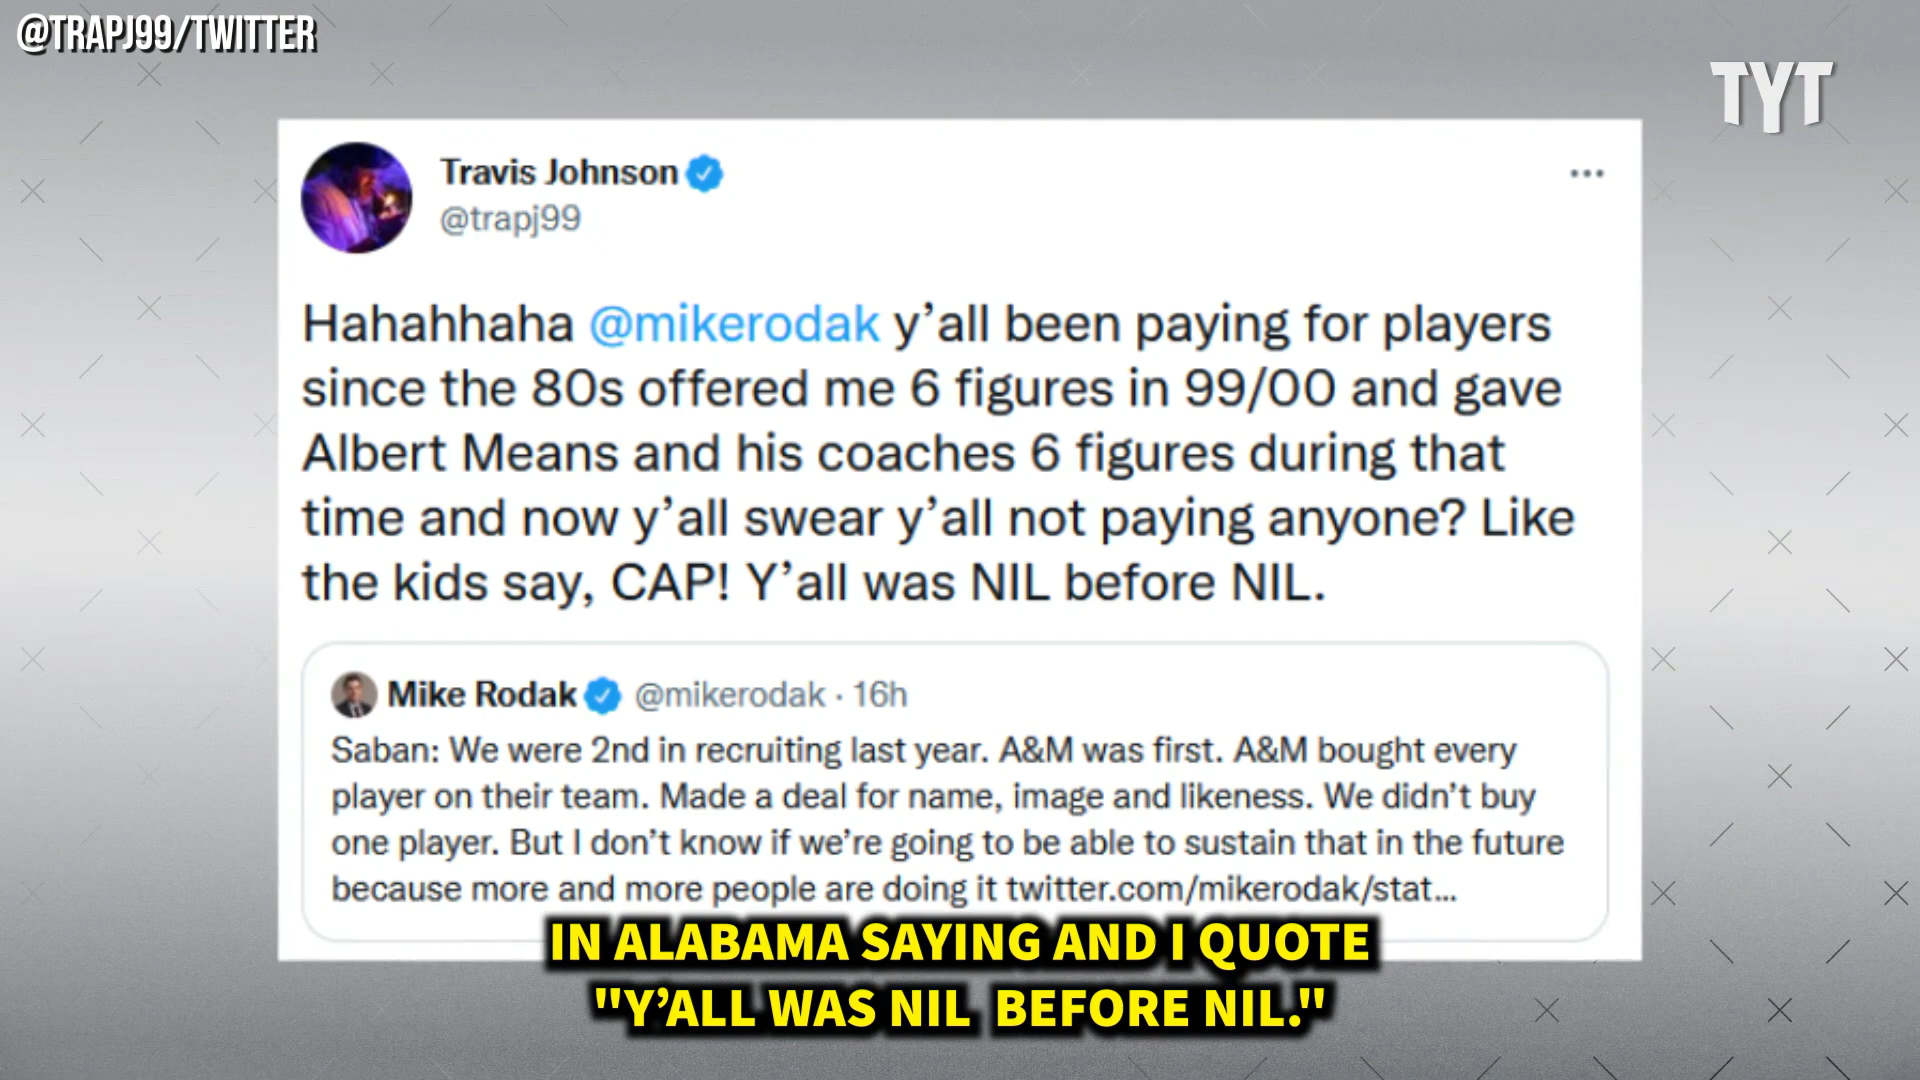 @TRAPJ99/TWITTER
TYT
Travis Johnson
@trapj99
Hahahhaha @mikerodak y’all been paying for players
since the 80s offered me 6 figures in 99/00 and gave
Albert Means and his coaches 6 figures during that
time and now y’all swear y’all not paying anyone? Like
the kids say, CAP! Y’all was NIL before NIL.
Mike Rodak @mikerodak · 16h
Saban: We were 2nd in recruiting last year. A&M was first. A&M bought every
player on their team. Made a deal for name, image and likeness. We didn’t buy
one player. But I don’t know if we’re going to be able to sustain that in the future
because more and more people are doing it twitter.com/mikerodak/stat...
IN ALABAMA SAYING AND I QUOTE
"Y’ALL WAS NIL BEFORE NIL."